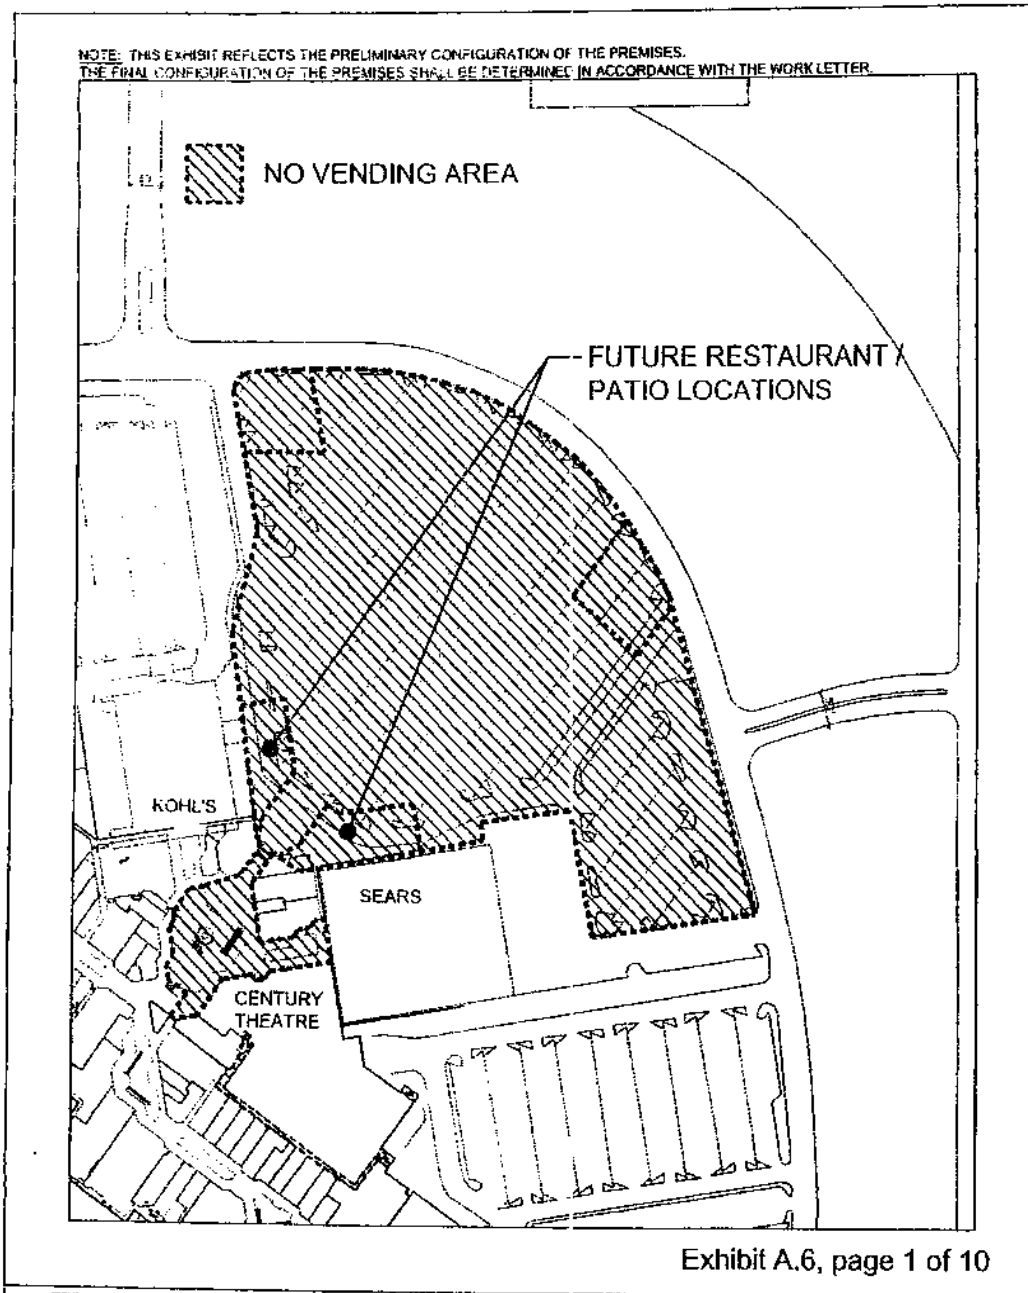 NOTE: THIS EXHIBIT REFLECTS THE PRELIMINARY CONFIGURATION OF THE PREMISES.
THE FINAL CONFIGURATION OF THE PREMISES SHALL BE DETERMINED IN ACCORDANCE WITH THE WORK LETTER.
NO VENDING AREA
FUTURE RESTAURANT /
PATIO LOCATIONS
KOHL'S
SEARS
CENTURY
THEATRE
Exhibit A.6, page 1 of 10